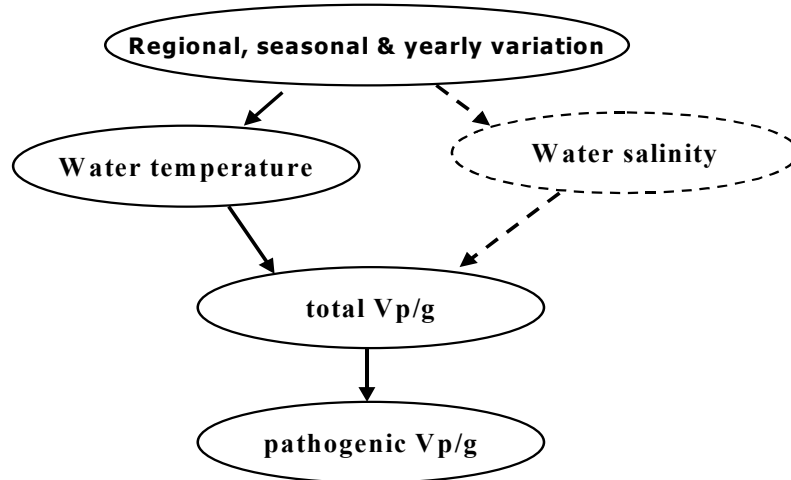 Regional, seasonal & yearly variation
Water temperature
Water salinity
total Vp/g
pathogenic Vp/g